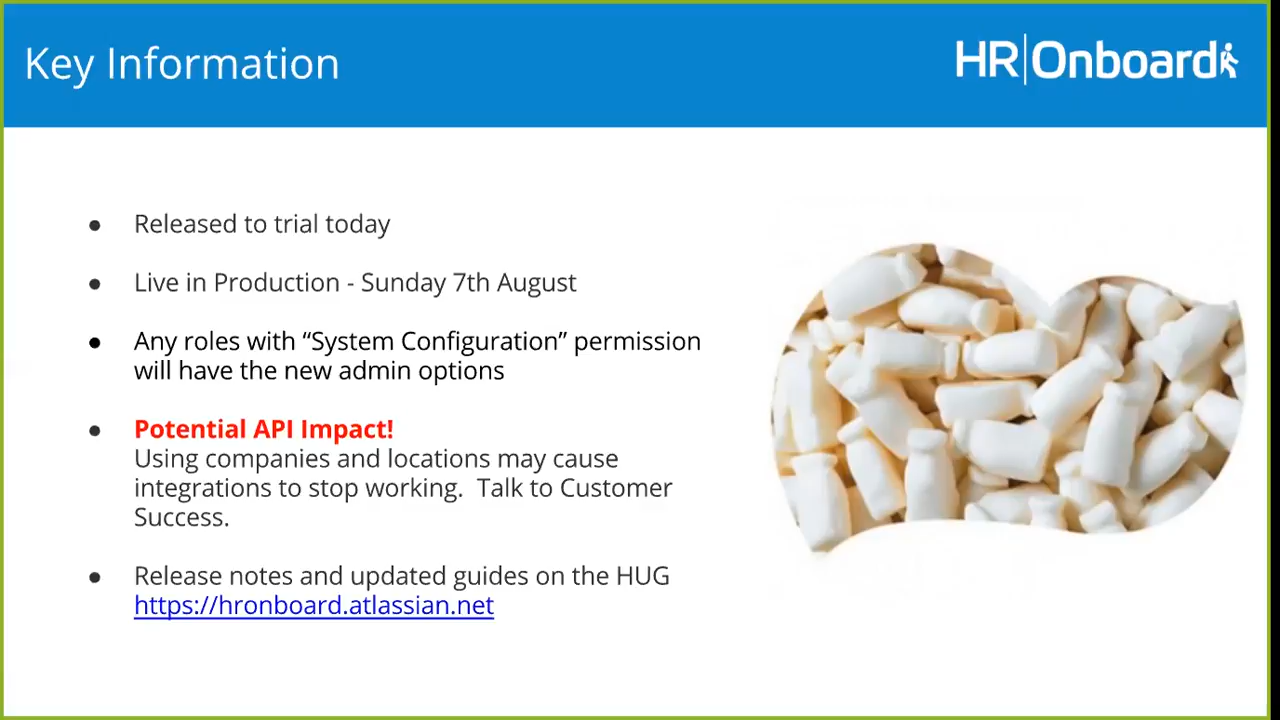 Key Information
HR|Onboard
● Released to trial today
● Live in Production - Sunday 7th August
● Any roles with “System Configuration” permission
will have the new admin options
● Potential API Impact!
Using companies and locations may cause
integrations to stop working.  Talk to Customer
Success.
● Release notes and updated guides on the HUG
https://hronboard.atlassian.net